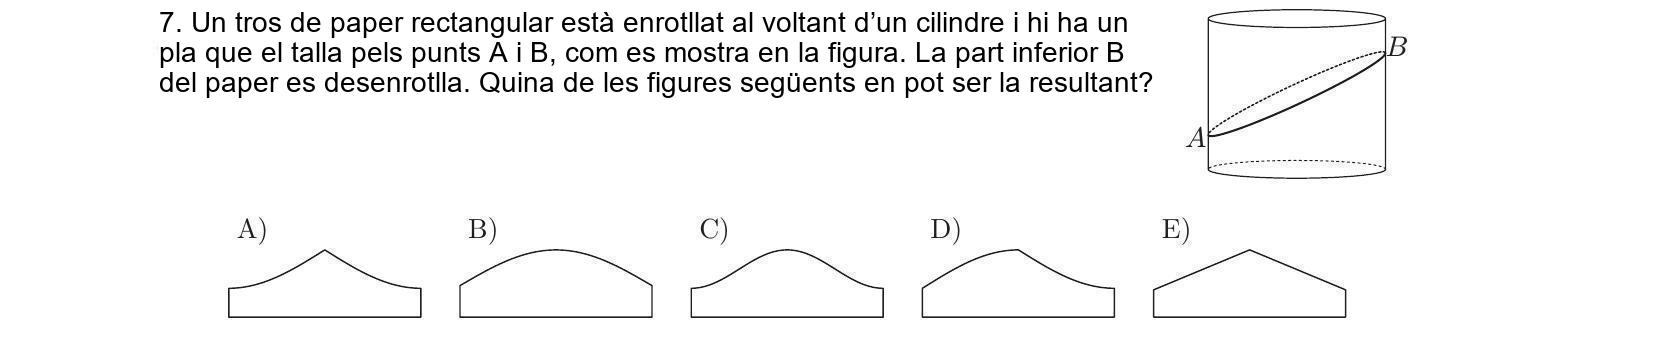 7. Un tros de paper rectangular està enrotllat al voltant d’un cilindre i hi ha un
pla que el talla pels punts A i B, com es mostra en la figura. La part inferior B
del paper es desenrotlla. Quina de les figures següents en pot ser la resultant?
B
A
A)
B)
C)
D)
E)